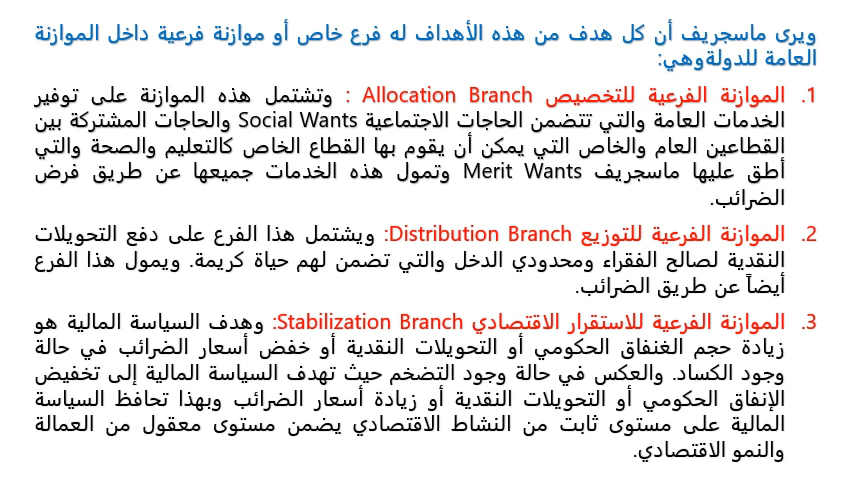 ويرى ماسجريف أن كل هدف من هذه الأهداف له فرع خاص أو موازنة فرعية داخل الموازنة
العامة للدولةوهي:
1. الموازنة الفرعية للتخصيص Allocation Branch : وتشتمل هذه الموازنة على توفير
الخدمات العامة والتي تتضمن الحاجات الاجتماعية Social Wants والحاجات المشتركة بين
القطاعين العام والخاص التي يمكن أن يقوم بها القطاع الخاص كالتعليم والصحة والتي
أطق عليها ماسجريف Merit Wants وتمول هذه الخدمات جميعها عن طريق فرض
الضرائب.
2. الموازنة الفرعية للتوزيع Distribution Branch: ويشتمل هذا الفرع على دفع التحويلات
النقدية لصالح الفقراء ومحدودي الدخل والتي تضمن لهم حياة كريمة. ويمول هذا الفرع
أيضاً عن طريق الضرائب.
3. الموازنة الفرعية للاستقرار الاقتصادي Stabilization Branch: وهدف السياسة المالية هو
زيادة حجم الغنفاق الحكومي أو التحويلات النقدية أو خفض أسعار الضرائب في حالة
وجود الكساد. والعكس في حالة وجود التضخم حيث تهدف السياسة المالية إلى تخفيض
الإنفاق الحكومي أو التحويلات النقدية أو زيادة أسعار الضرائب وبهذا تحافظ السياسة
المالية على مستوى ثابت من النشاط الاقتصادي يضمن مستوى معقول من العمالة
والنمو الاقتصادي.